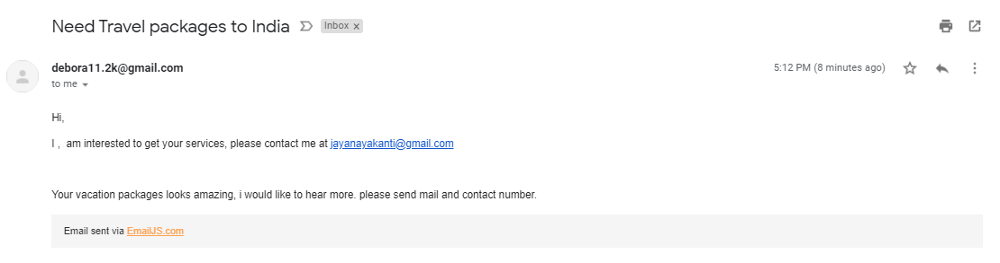 Need Travel packages to India Inbox x
debora11.2k@gmail.com 5:12 PM (8 minutes ago)
to me
Hi,
I , am interested to get your services, please contact me at jayanayakanti@gmail.com
Your vacation packages looks amazing, i would like to hear more. please send mail and contact number.
Email sent via EmailJS.com